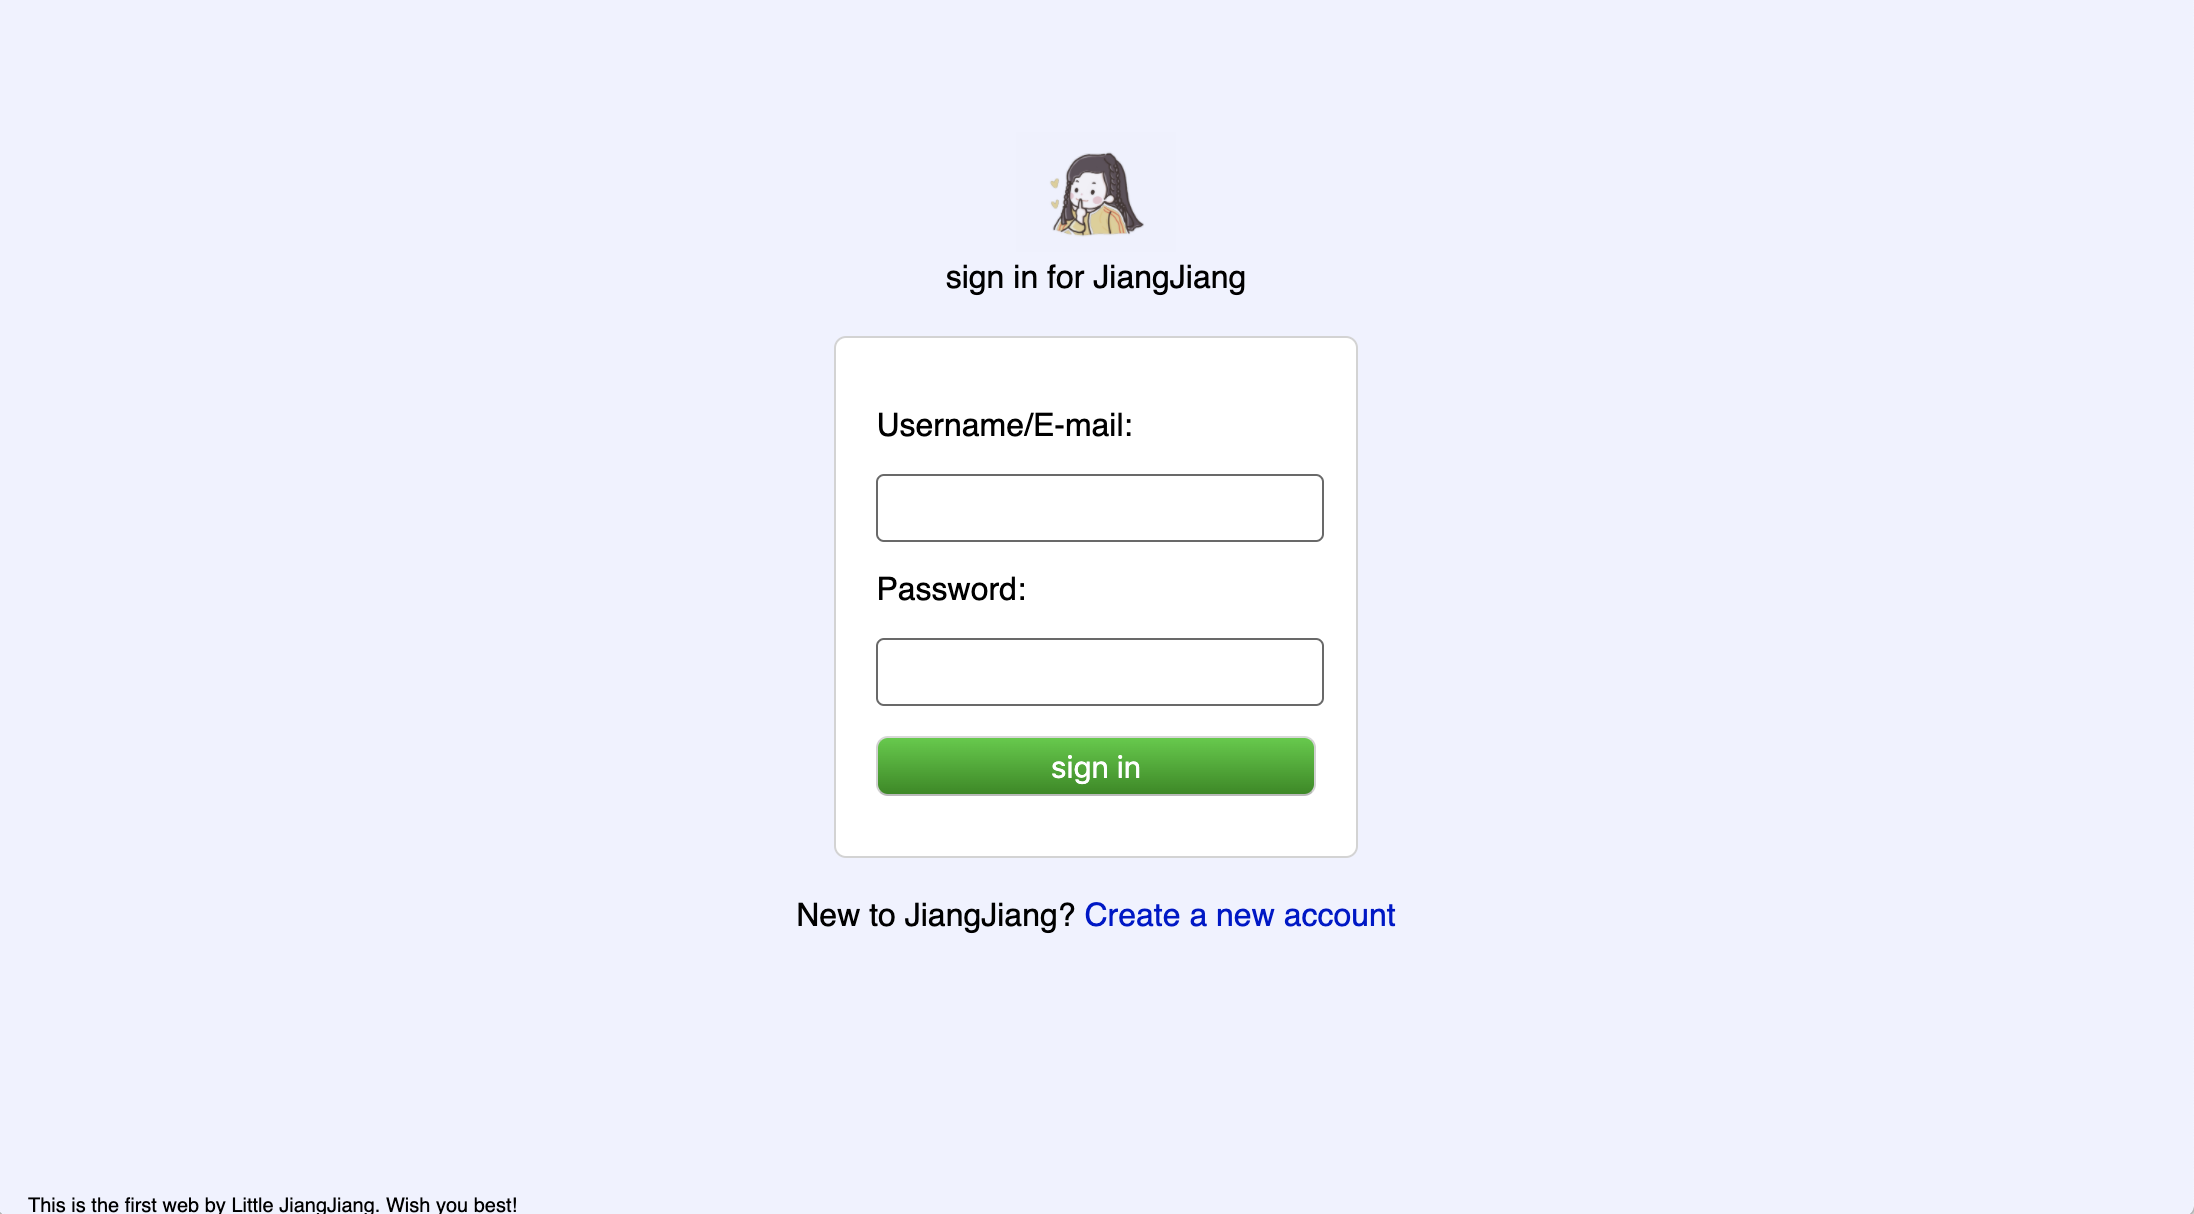 sign in for JiangJiang
Username/E-mail:
Password:
sign in
New to JiangJiang? Create a new account
This is the first web by Little JiangJiang. Wish you best!